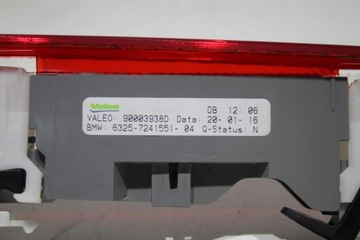 Valeo DB 12:06
VALEO: 90003938D Data: 20-01-16
BMW: 6325-7241551-04 Q-Status: N